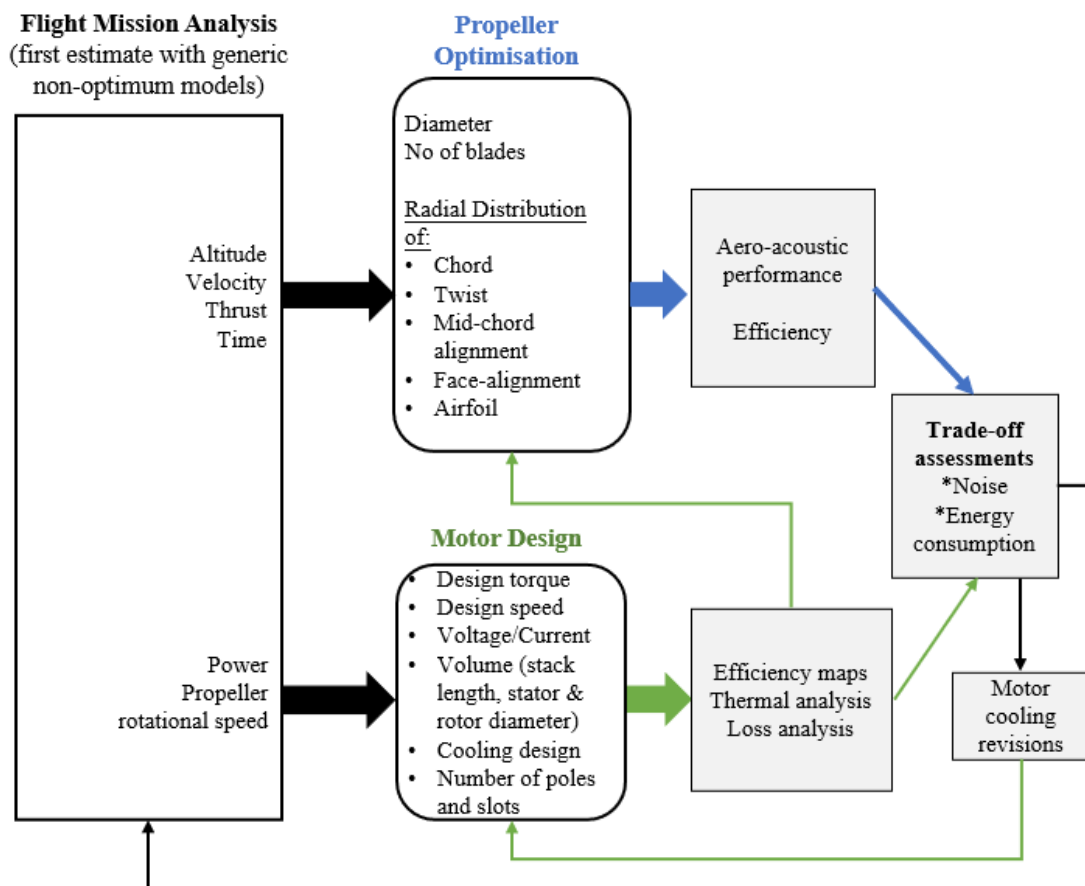 Flight Mission Analysis
(first estimate with generic
non-optimum models)
Altitude
Velocity
Thrust
Time
Power
Propeller
rotational speed
Propeller
Optimisation
Diameter
No of blades
Radial Distribution
of:
• Chord
• Twist
• Mid-chord
alignment
• Face-alignment
• Airfoil
Motor Design
• Design torque
• Design speed
• Voltage/Current
• Volume (stack
length, stator &
rotor diameter)
• Cooling design
• Number of poles
and slots
Aero-acoustic
performance
Efficiency
Efficiency maps
Thermal analysis
Loss analysis
Trade-off
assessments
*Noise
*Energy
consumption
Motor
cooling
revisions